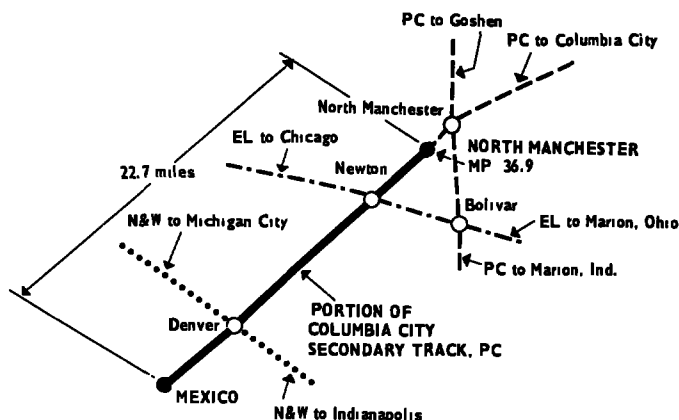 PC to Goshen
PC to Columbia City
North Manchester
EL to Chicago
NORTH MANCHESTER
MP 36.9
Newton
22.7 miles
Bolivar
N&W to Michigan City
EL to Marion, Ohio
PC to Marion, Ind.
PORTION OF
COLUMBIA CITY
SECONDARY TRACK, PC
Denver
MEXICO
N&W to Indianapolis